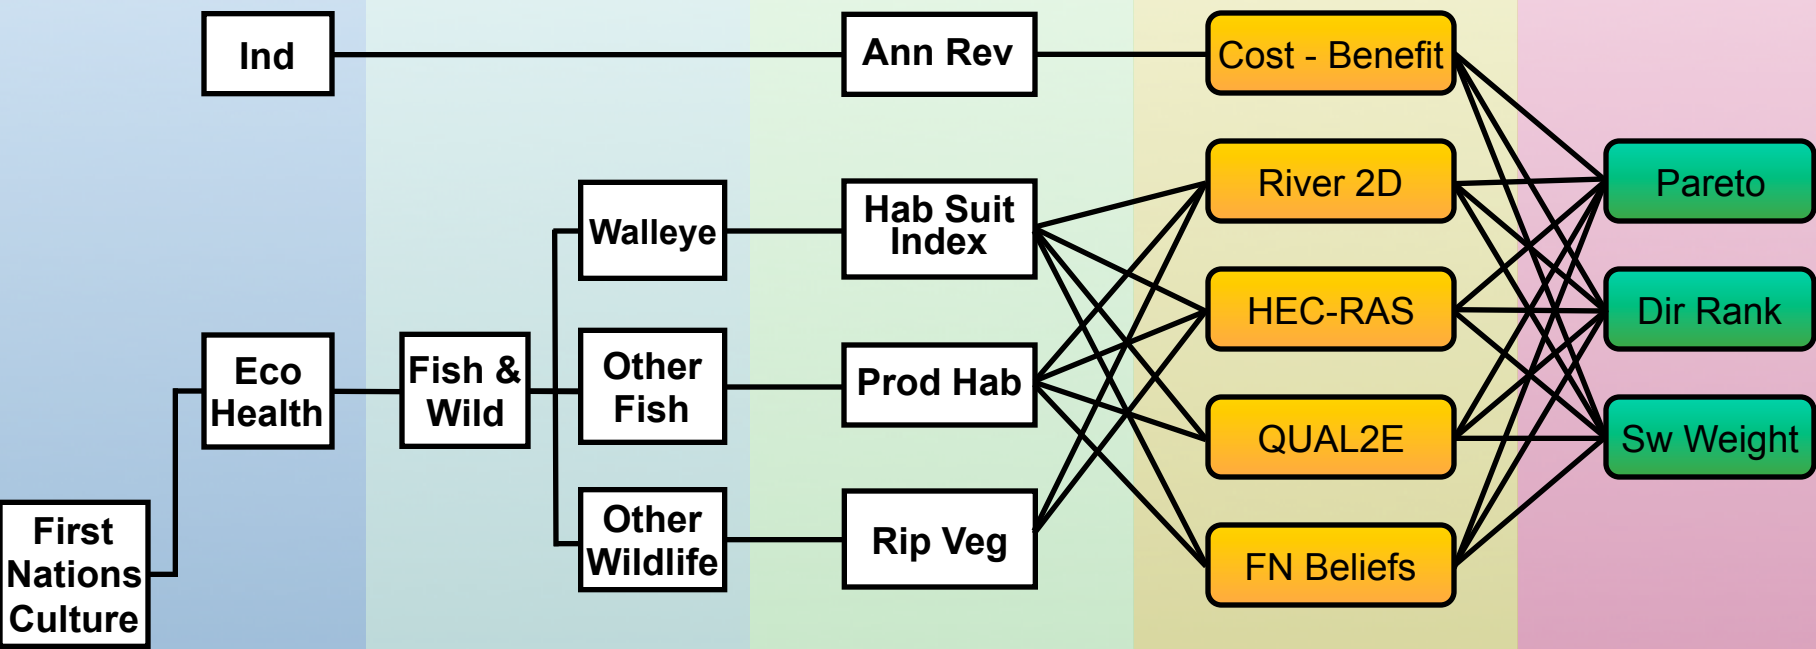 Ind
Ann Rev
Cost - Benefit
Walleye
Hab Suit
Index
River 2D
Pareto
Eco
Health
Fish &
Wild
Other
Fish
Prod Hab
HEC-RAS
Dir Rank
QUAL2E
Sw Weight
First
Nations
Culture
Other
Wildlife
Rip Veg
FN Beliefs